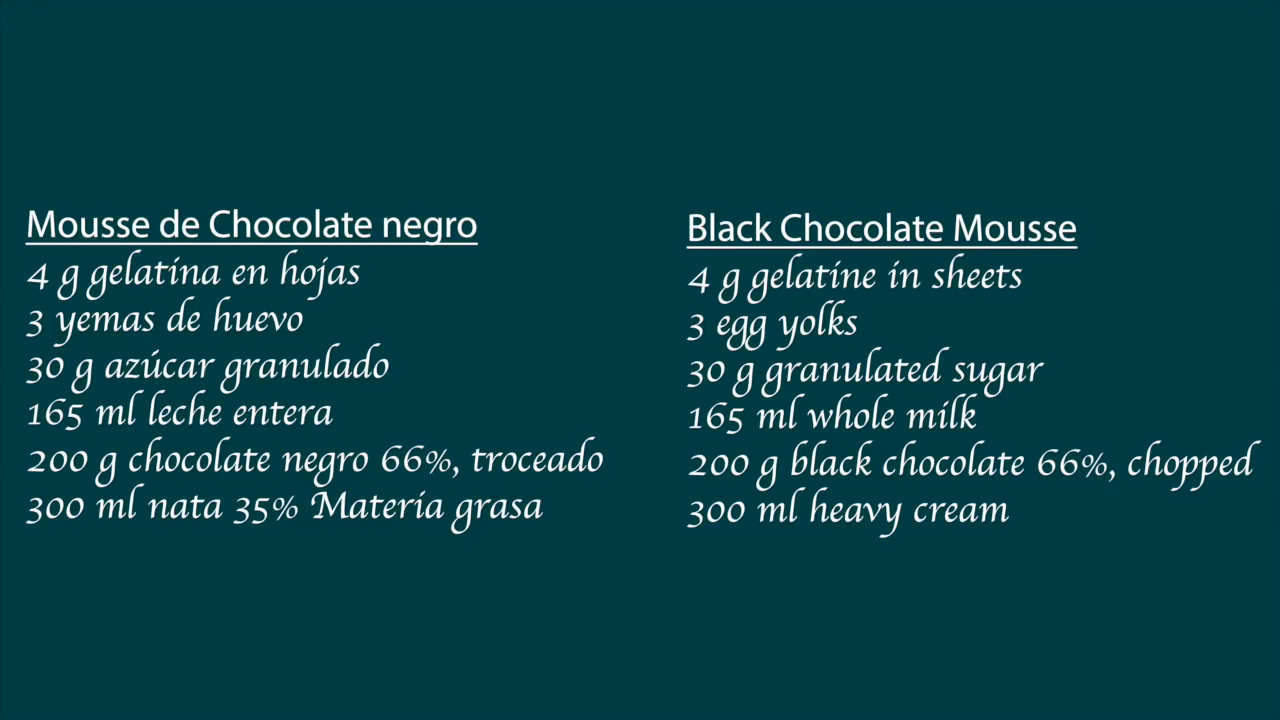 Mousse de Chocolate negro
4 g gelatina en hojas
3 yemas de huevo
30 g azúcar granulado
165 ml leche entera
200 g chocolate negro 66%, troceado
300 ml nata 35% Materia grasa
Black Chocolate Mousse
4 g gelatine in sheets
3 egg yolks
30 g granulated sugar
165 ml whole milk
200 g black chocolate 66%, chopped
300 ml heavy cream